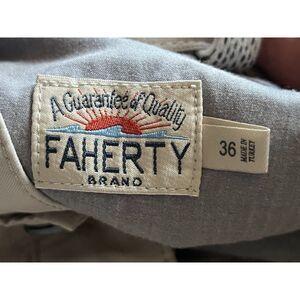 A Guarantee of Quality
FAHERTY
BRAND
36
MADE IN
TURKEY